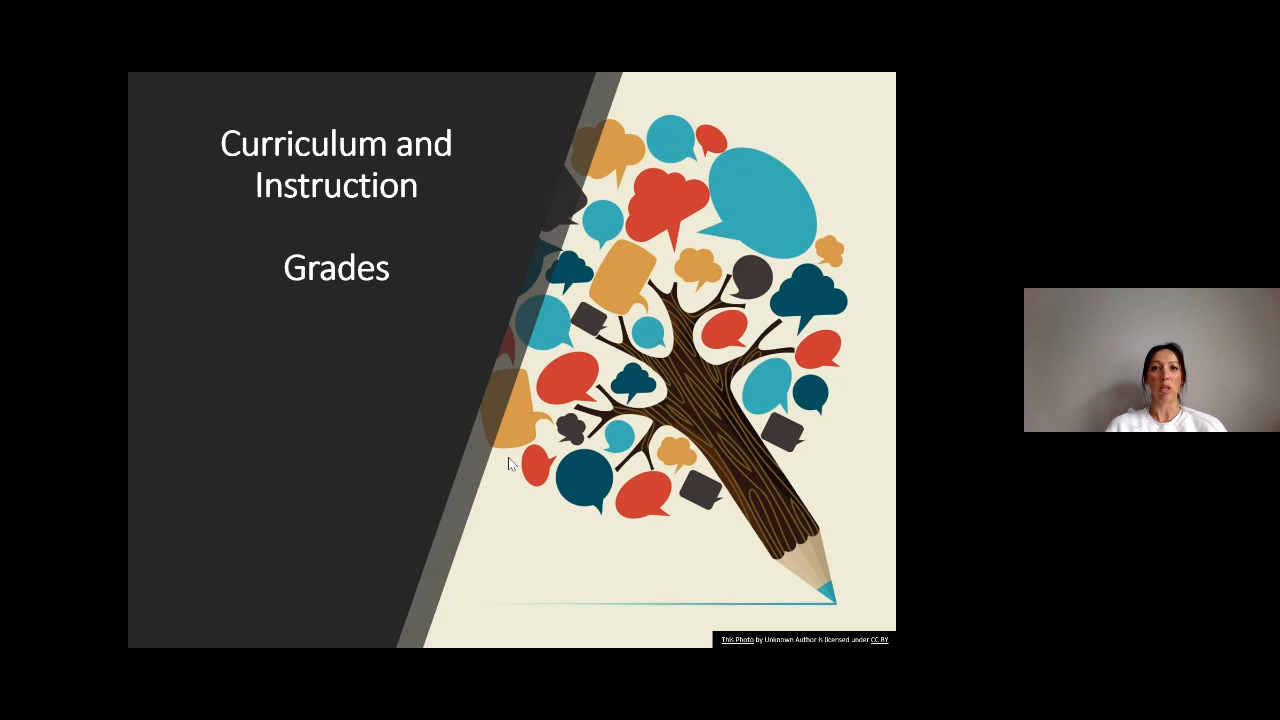 Curriculum and
Instruction
Grades
This Photo by Unknown Author is licensed under CC BY